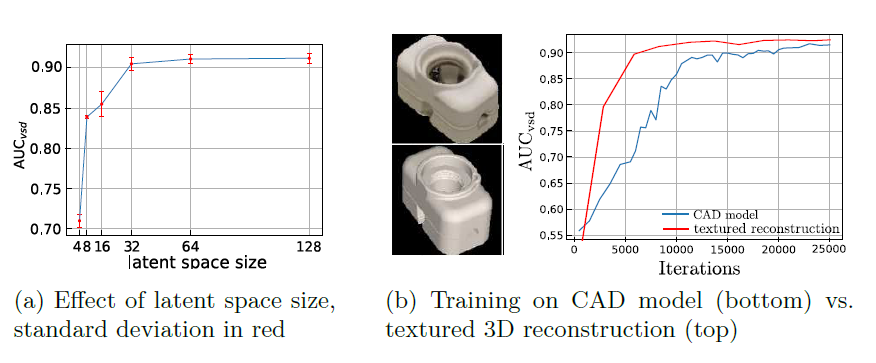 0.90
0.85
0.80
0.75
0.70
AUCvsd
4 8 16 32 64 128
latent space size
0,90
0,85
0,80
0,75
0,70
0,65
0,60
0,55
AUCvsd
CAD model
textured reconstruction
0 5000 10000 15000 20000 25000
Iterations
(a) Effect of latent space size,
standard deviation in red
(b) Training on CAD model (bottom) vs.
textured 3D reconstruction (top)